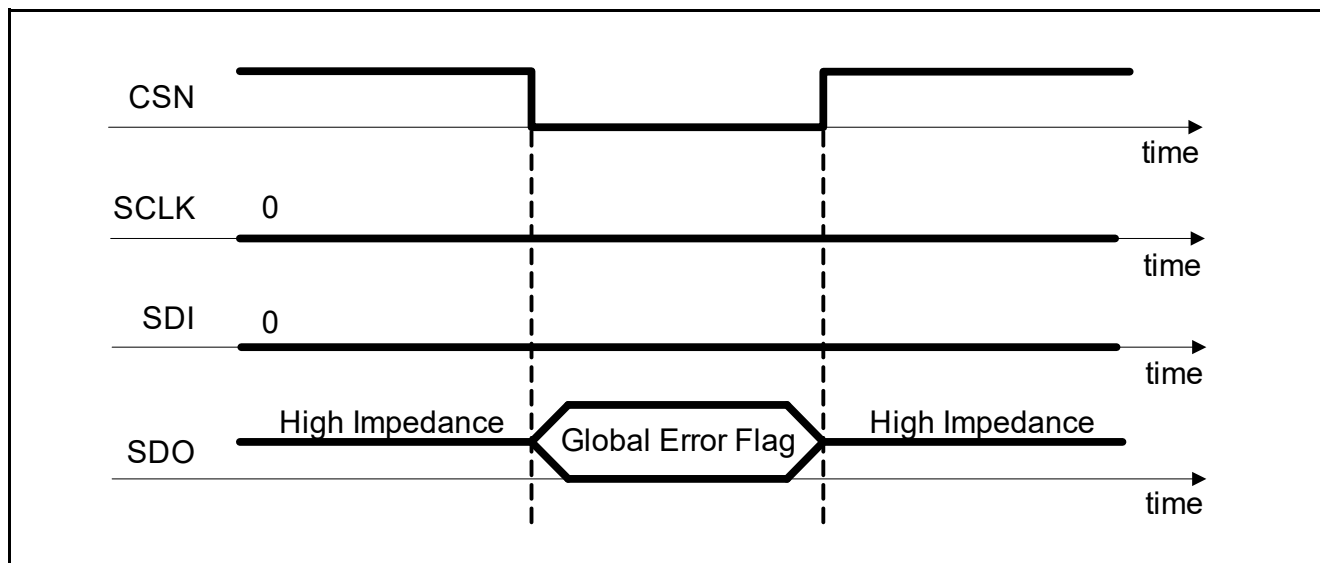 CSN
time
SCLK
0
time
SDI
0
time
High Impedance
Global Error Flag
High Impedance
SDO
time